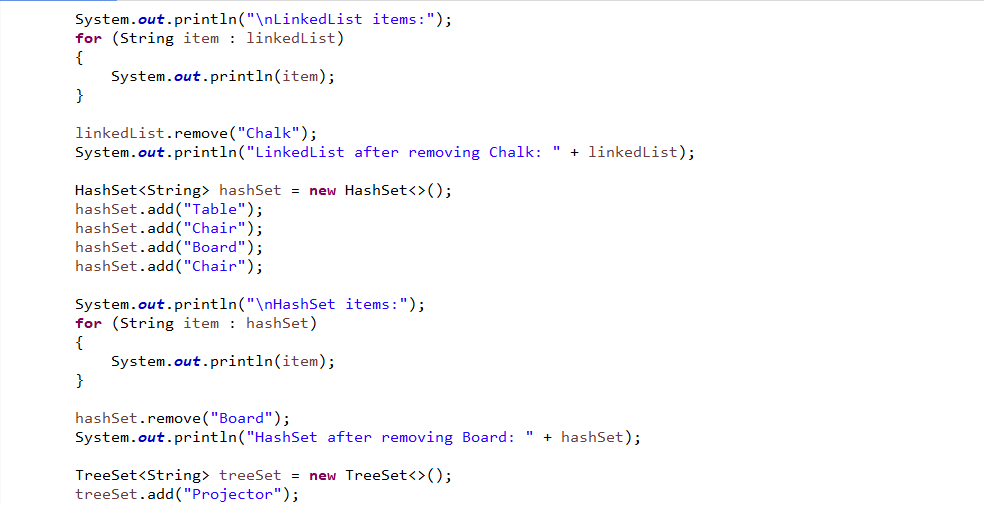 System.out.println("\nLinkedList items:");
for (String item : linkedList)
{
    System.out.println(item);
}
linkedList.remove("Chalk");
System.out.println("LinkedList after removing Chalk: " + linkedList);
HashSet<String> hashSet = new HashSet<>();
hashSet.add("Table");
hashSet.add("Chair");
hashSet.add("Board");
hashSet.add("Chair");
System.out.println("\nHashSet items:");
for (String item : hashSet)
{
    System.out.println(item);
}
hashSet.remove("Board");
System.out.println("HashSet after removing Board: " + hashSet);
TreeSet<String> treeSet = new TreeSet<>();
treeSet.add("Projector");